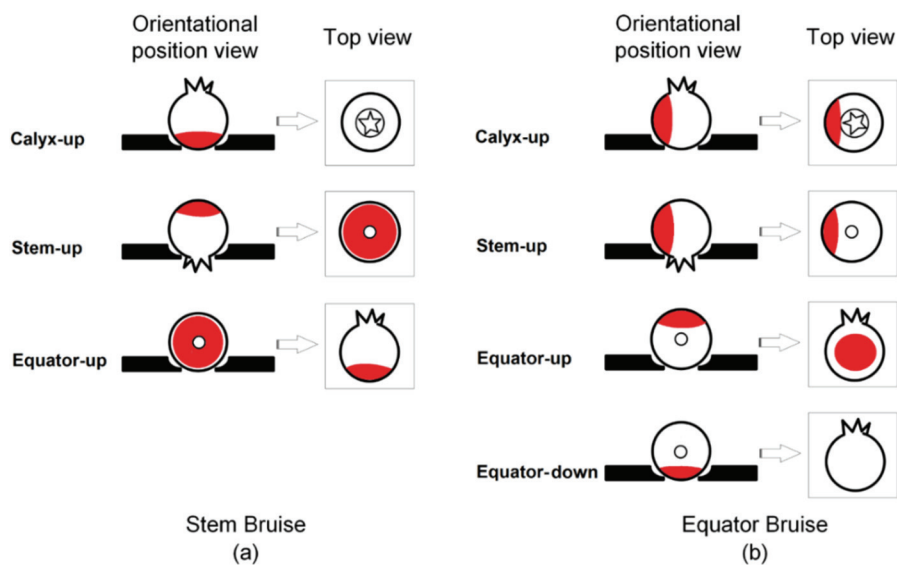 Orientational
position view
Top view
Calyx-up
Stem-up
Equator-up
Stem Bruise
(a)
Orientational
position view
Top view
Calyx-up
Stem-up
Equator-up
Equator-down
Equator Bruise
(b)